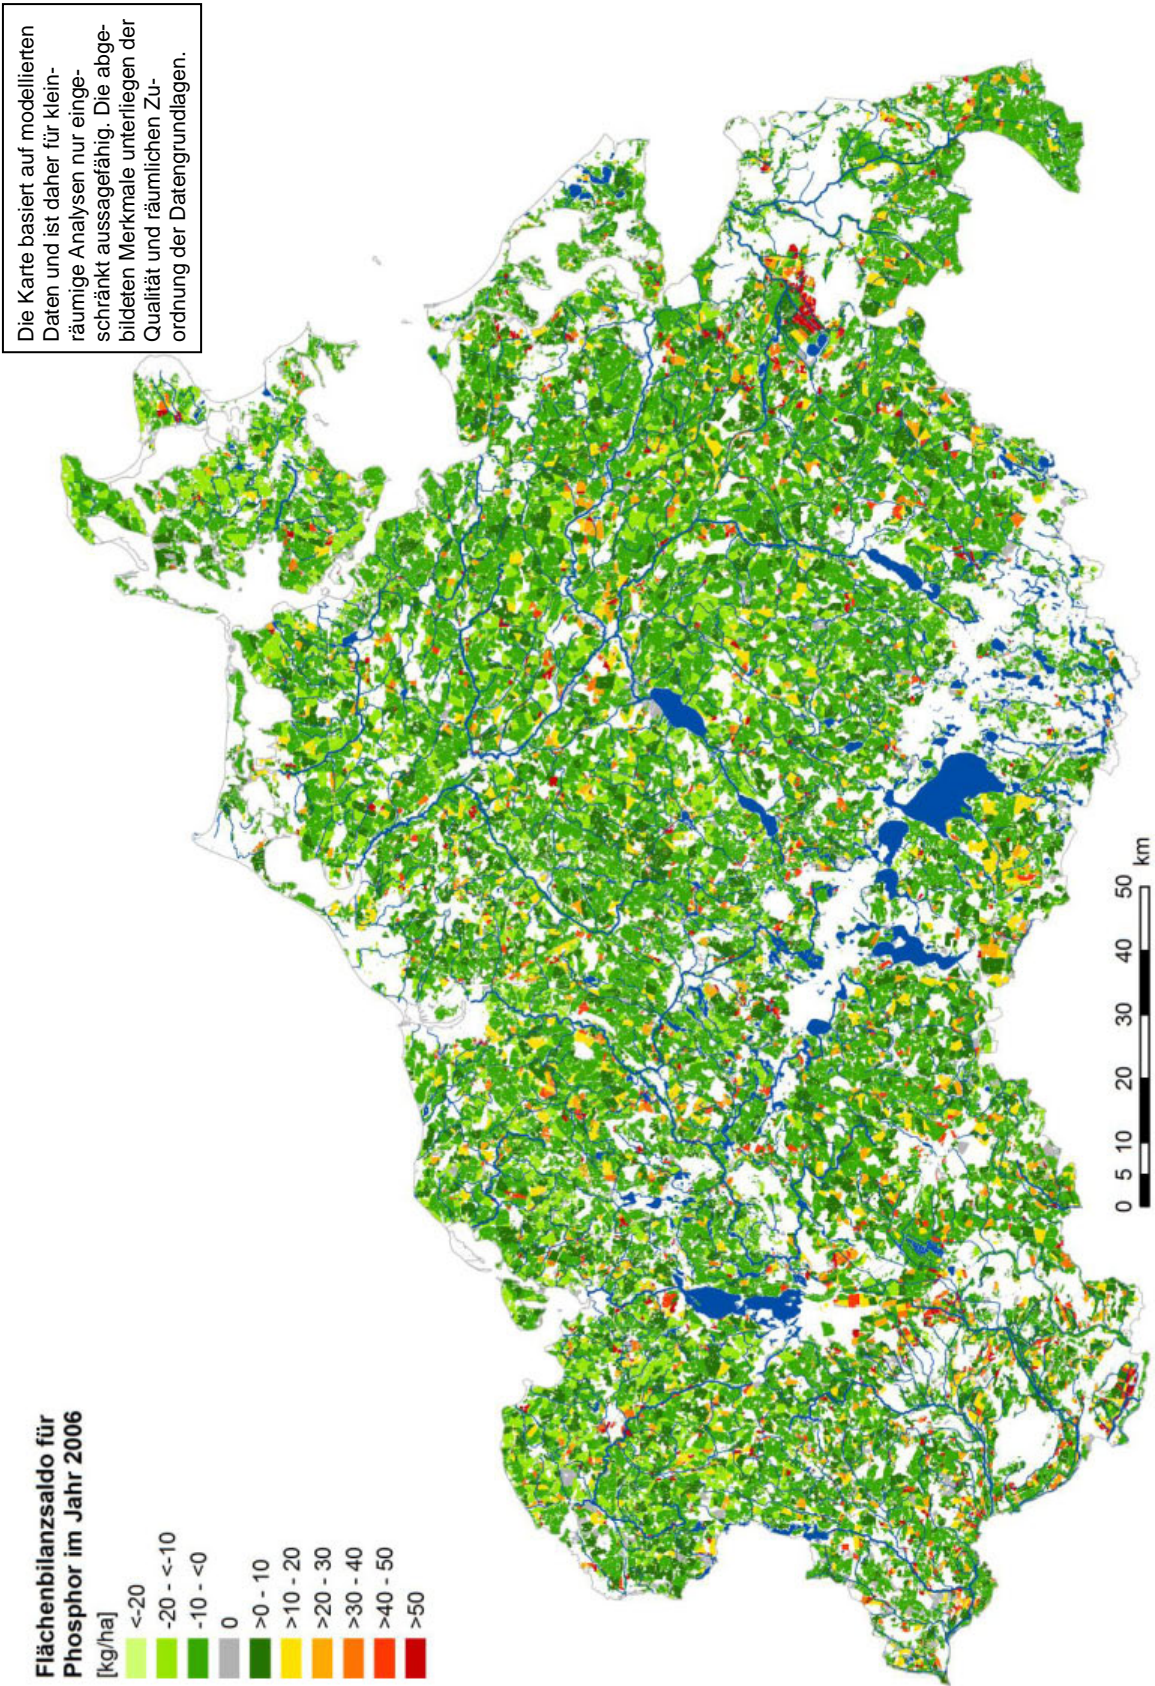 Flächenbilanzsaldo für
Phosphor im Jahr 2006
[kg/ha]
<-20
-20 - <-10
-10 - <0
0
>0 - 10
>10 - 20
>20 - 30
>30 - 40
>40 - 50
>50
0 5 10 20 30 40 50 km
Die Karte basiert auf modellierten
Daten und ist daher für klein-
räumige Analysen nur einge-
schränkt aussagefähig. Die abge-
bildeten Merkmale unterliegen der
Qualität und räumlichen Zu-
ordnung der Datengrundlagen.